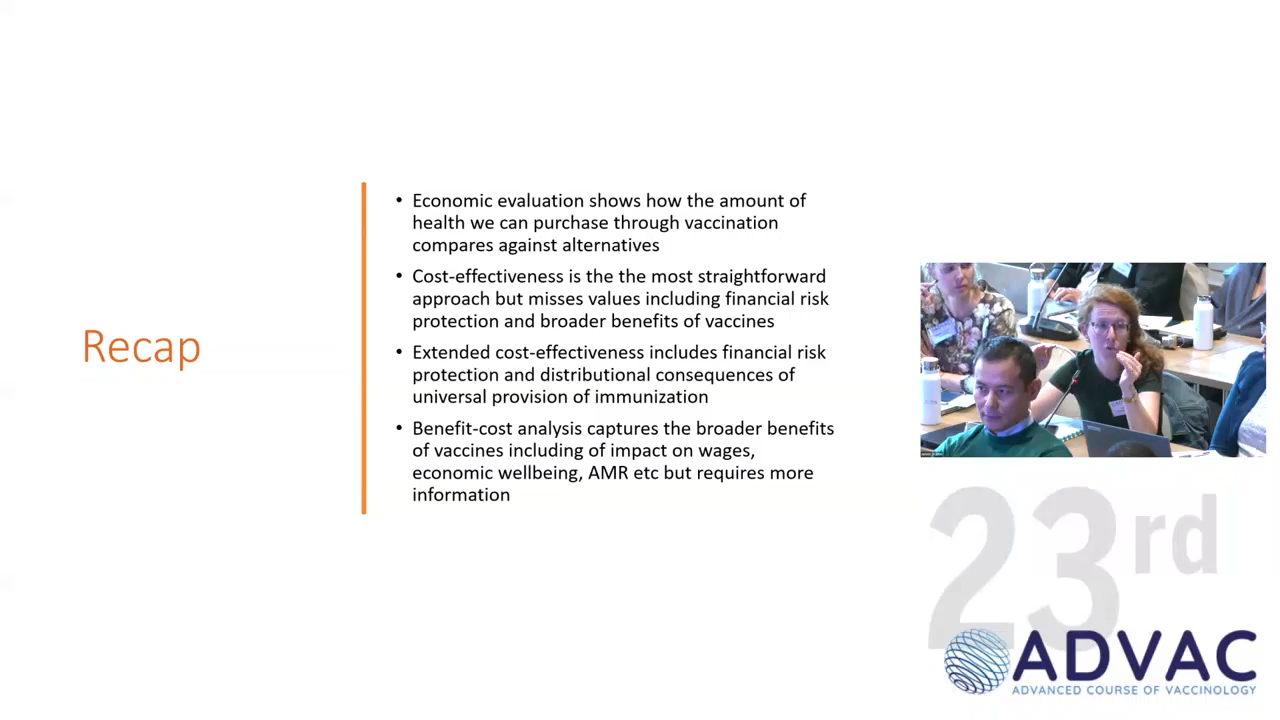 Recap
• Economic evaluation shows how the amount of
health we can purchase through vaccination
compares against alternatives
• Cost-effectiveness is the the most straightforward
approach but misses values including financial risk
protection and broader benefits of vaccines
• Extended cost-effectiveness includes financial risk
protection and distributional consequences of
universal provision of immunization
• Benefit-cost analysis captures the broader benefits
of vaccines including of impact on wages,
economic wellbeing, AMR etc but requires more
information
23rd
ADVAC
ADVANCED COURSE OF VACCINOLOGY